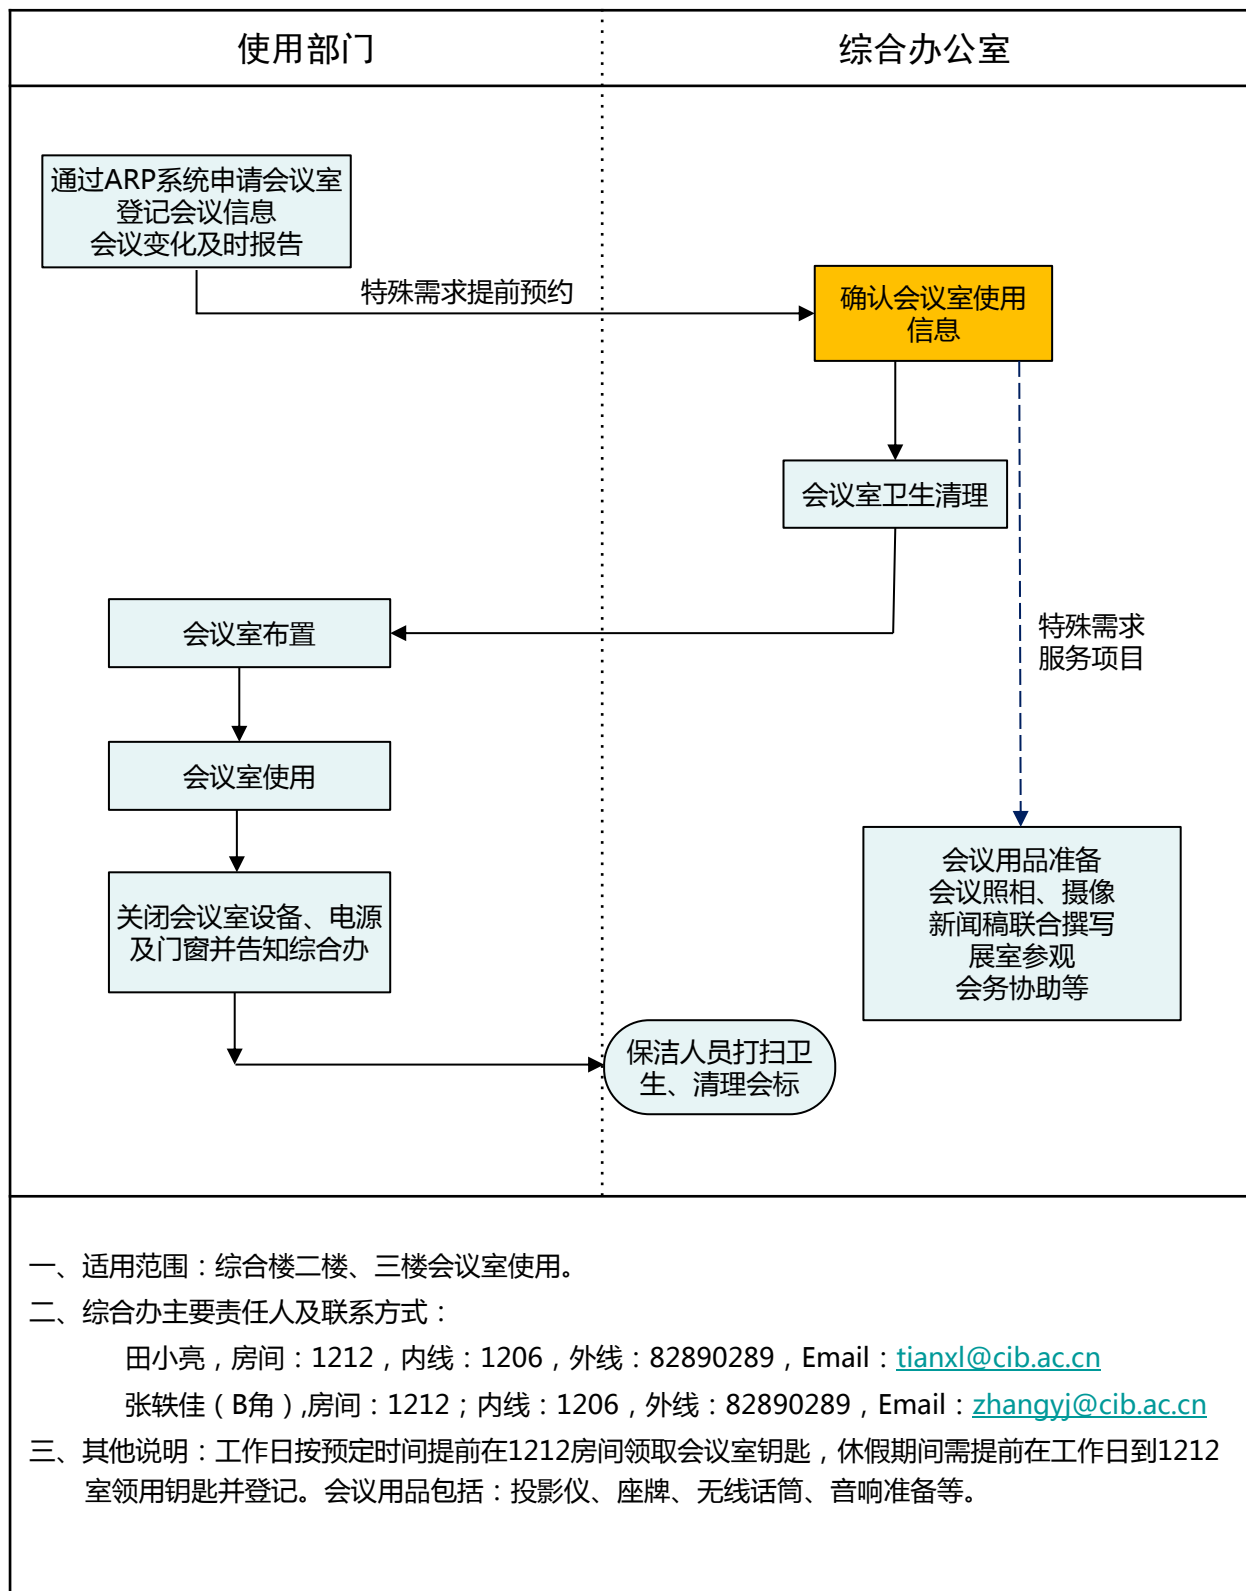 使用部门
综合办公室
通过ARP系统申请会议室
登记会议信息
会议变化及时报告
特殊需求提前预约
确认会议室使用
信息
会议室卫生清理
会议室布置
特殊需求
服务项目
会议室使用
会议用品准备
会议照相、摄像
新闻稿联合撰写
展室参观
会务协助等
关闭会议室设备、电源
及门窗并告知综合办
保洁人员打扫卫
生、清理会标
一、适用范围：综合楼二楼、三楼会议室使用。
二、综合办主要责任人及联系方式：
田小亮，房间：1212，内线：1206，外线：82890289，Email：tianxl@cib.ac.cn
张轶佳（B角）,房间：1212；内线：1206，外线：82890289，Email：zhangyj@cib.ac.cn
三、其他说明：工作日按预定时间提前在1212房间领取会议室钥匙，休假期间需提前在工作日到1212
室领用钥匙并登记。会议用品包括：投影仪、座牌、无线话筒、音响准备等。